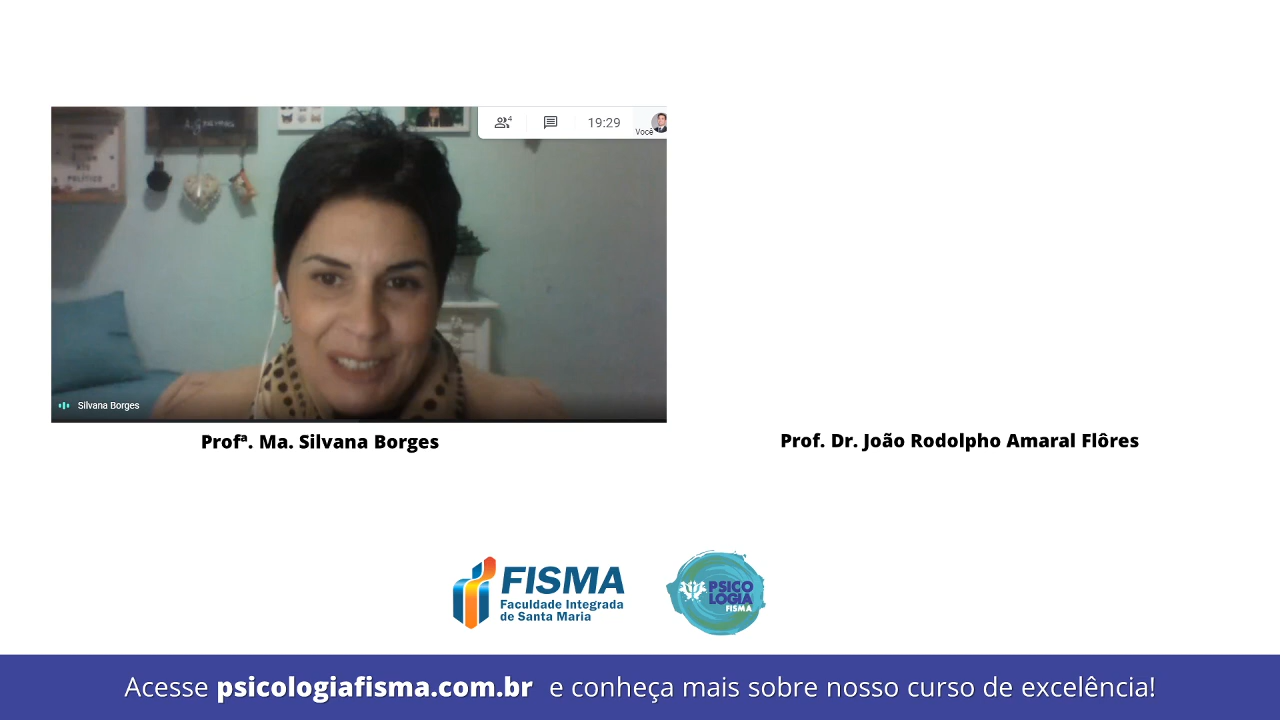 4
19:29
Você
Silvana Borges
Profª. Ma. Silvana Borges
Prof. Dr. João Rodolpho Amaral Flôres
FISMA
Faculdade Integrada
de Santa Maria
PSICO
LOGIA
FISMA
Acesse psicologiafisma.com.br e conheça mais sobre nosso curso de excelência!